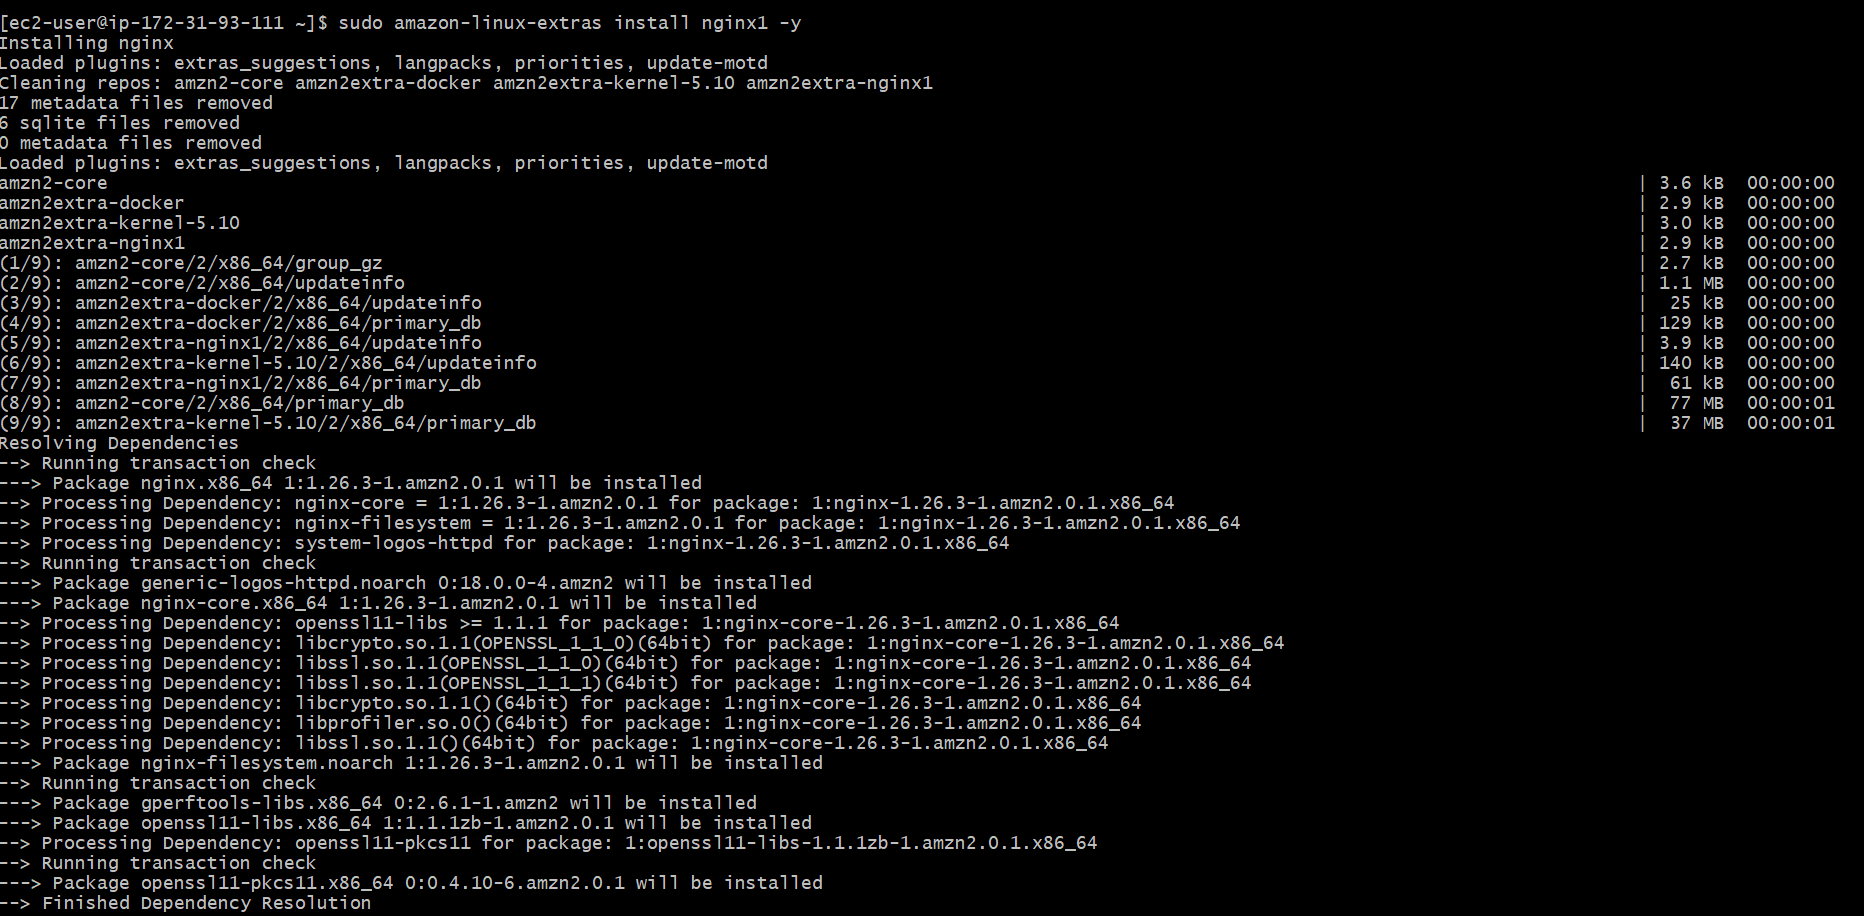 [ec2-user@ip-172-31-93-111 ~]$ sudo amazon-linux-extras install nginx1 -y
Installing nginx
Loaded plugins: extras_suggestions, langpacks, priorities, update-motd
Cleaning repos: amzn2-core amzn2extra-docker amzn2extra-kernel-5.10 amzn2extra-nginx1
17 metadata files removed
6 sqlite files removed
0 metadata files removed
Loaded plugins: extras_suggestions, langpacks, priorities, update-motd
amzn2-core | 3.6 kB 00:00:00
amzn2extra-docker | 2.9 kB 00:00:00
amzn2extra-kernel-5.10 | 3.0 kB 00:00:00
amzn2extra-nginx1 | 2.9 kB 00:00:00
(1/9): amzn2-core/2/x86_64/group_gz | 2.7 kB 00:00:00
(2/9): amzn2-core/2/x86_64/updateinfo | 1.1 MB 00:00:00
(3/9): amzn2extra-docker/2/x86_64/updateinfo | 25 kB 00:00:00
(4/9): amzn2extra-docker/2/x86_64/primary_db | 129 kB 00:00:00
(5/9): amzn2extra-nginx1/2/x86_64/updateinfo | 3.9 kB 00:00:00
(6/9): amzn2extra-kernel-5.10/2/x86_64/updateinfo | 140 kB 00:00:00
(7/9): amzn2extra-nginx1/2/x86_64/primary_db | 61 kB 00:00:00
(8/9): amzn2-core/2/x86_64/primary_db | 77 MB 00:00:01
(9/9): amzn2extra-kernel-5.10/2/x86_64/primary_db | 37 MB 00:00:01
Resolving Dependencies
--> Running transaction check
---> Package nginx.x86_64 1:1.26.3-1.amzn2.0.1 will be installed
--> Processing Dependency: nginx-core = 1:1.26.3-1.amzn2.0.1 for package: 1:nginx-1.26.3-1.amzn2.0.1.x86_64
--> Processing Dependency: nginx-filesystem = 1:1.26.3-1.amzn2.0.1 for package: 1:nginx-1.26.3-1.amzn2.0.1.x86_64
--> Processing Dependency: system-logos-httpd for package: 1:nginx-1.26.3-1.amzn2.0.1.x86_64
--> Running transaction check
---> Package generic-logos-httpd.noarch 0:18.0.0-4.amzn2 will be installed
---> Package nginx-core.x86_64 1:1.26.3-1.amzn2.0.1 will be installed
--> Processing Dependency: openssl11-libs >= 1.1.1 for package: 1:nginx-core-1.26.3-1.amzn2.0.1.x86_64
--> Processing Dependency: libcrypto.so.1.1(OPENSSL_1_1_0)(64bit) for package: 1:nginx-core-1.26.3-1.amzn2.0.1.x86_64
--> Processing Dependency: libssl.so.1.1(OPENSSL_1_1_0)(64bit) for package: 1:nginx-core-1.26.3-1.amzn2.0.1.x86_64
--> Processing Dependency: libssl.so.1.1(OPENSSL_1_1_1)(64bit) for package: 1:nginx-core-1.26.3-1.amzn2.0.1.x86_64
--> Processing Dependency: libcrypto.so.1.1()(64bit) for package: 1:nginx-core-1.26.3-1.amzn2.0.1.x86_64
--> Processing Dependency: libprofiler.so.0()(64bit) for package: 1:nginx-core-1.26.3-1.amzn2.0.1.x86_64
--> Processing Dependency: libssl.so.1.1()(64bit) for package: 1:nginx-core-1.26.3-1.amzn2.0.1.x86_64
---> Package nginx-filesystem.noarch 1:1.26.3-1.amzn2.0.1 will be installed
--> Running transaction check
---> Package gperftools-libs.x86_64 0:2.6.1-1.amzn2 will be installed
---> Package openssl11-libs.x86_64 1:1.1.1zb-1.amzn2.0.1 will be installed
--> Processing Dependency: openssl11-pkcs11 for package: 1:openssl11-libs-1.1.1zb-1.amzn2.0.1.x86_64
--> Running transaction check
---> Package openssl11-pkcs11.x86_64 0:0.4.10-6.amzn2.0.1 will be installed
--> Finished Dependency Resolution